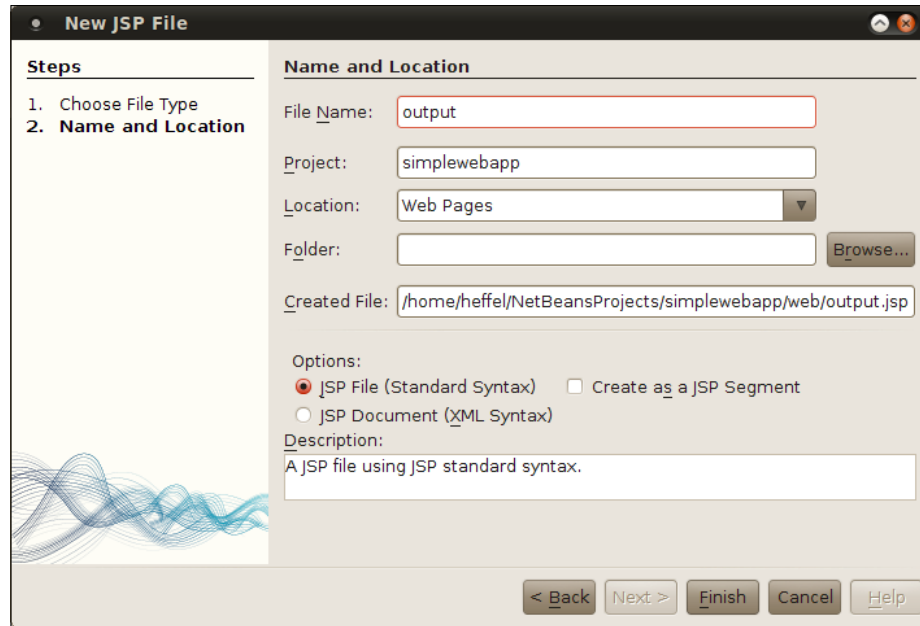 New JSP File
Steps
1. Choose File Type
2. Name and Location
Name and Location
File Name: output
Project: simplewebapp
Location: Web Pages
Folder: Browse...
Created File: /home/heffel/NetBeansProjects/simplewebapp/web/output.jsp
Options:
JSP File (Standard Syntax) Create as a JSP Segment
JSP Document (XML Syntax)
Description:
A JSP file using JSP standard syntax.
< Back Next > Finish Cancel Help